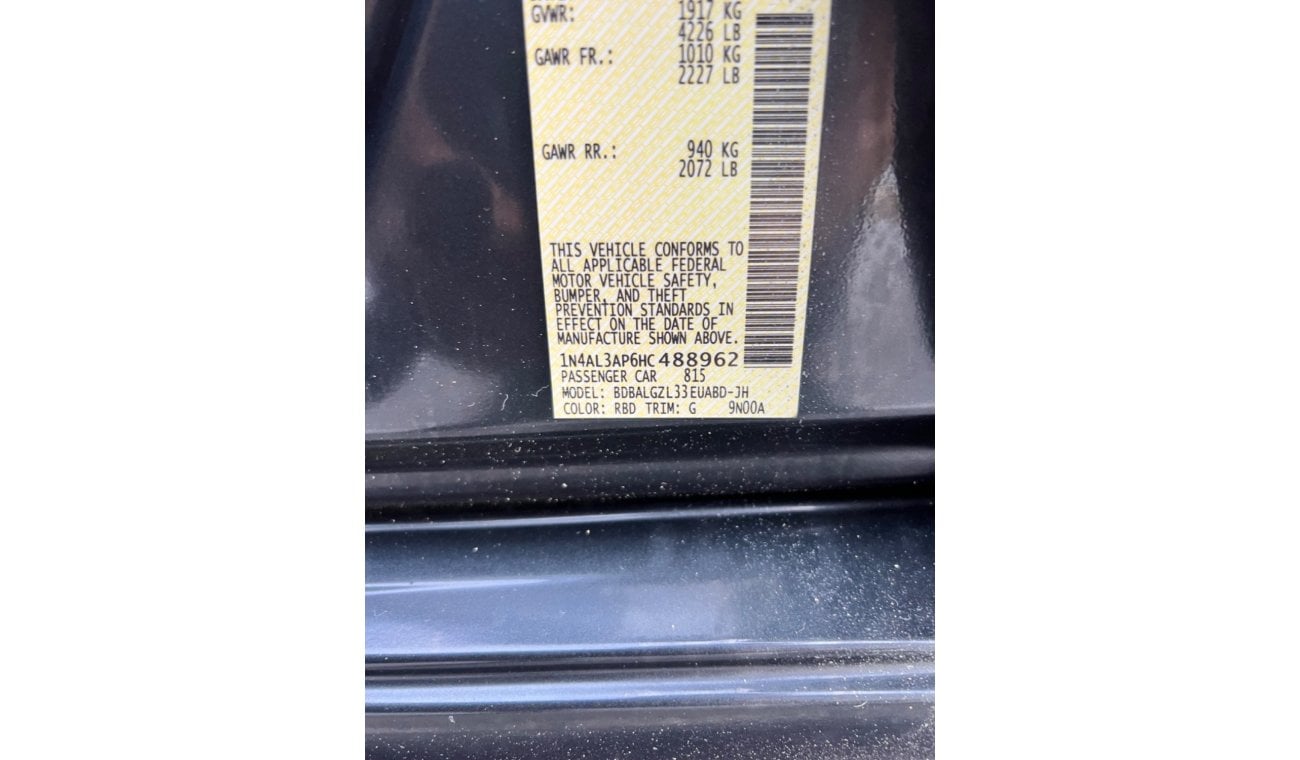 GVWR: 1917 KG
4226 LB
GAWR FR.: 1010 KG
2227 LB
GAWR RR.: 940 KG
2072 LB
THIS VEHICLE CONFORMS TO
ALL APPLICABLE FEDERAL
MOTOR VEHICLE SAFETY,
BUMPER, AND THEFT
PREVENTION STANDARDS IN
EFFECT ON THE DATE OF
MANUFACTURE SHOWN ABOVE.
1N4AL3AP6HC488962
PASSENGER CAR 815
MODEL: BDBALGZL33EUABD-JH
COLOR: RBD TRIM: G 9N00A